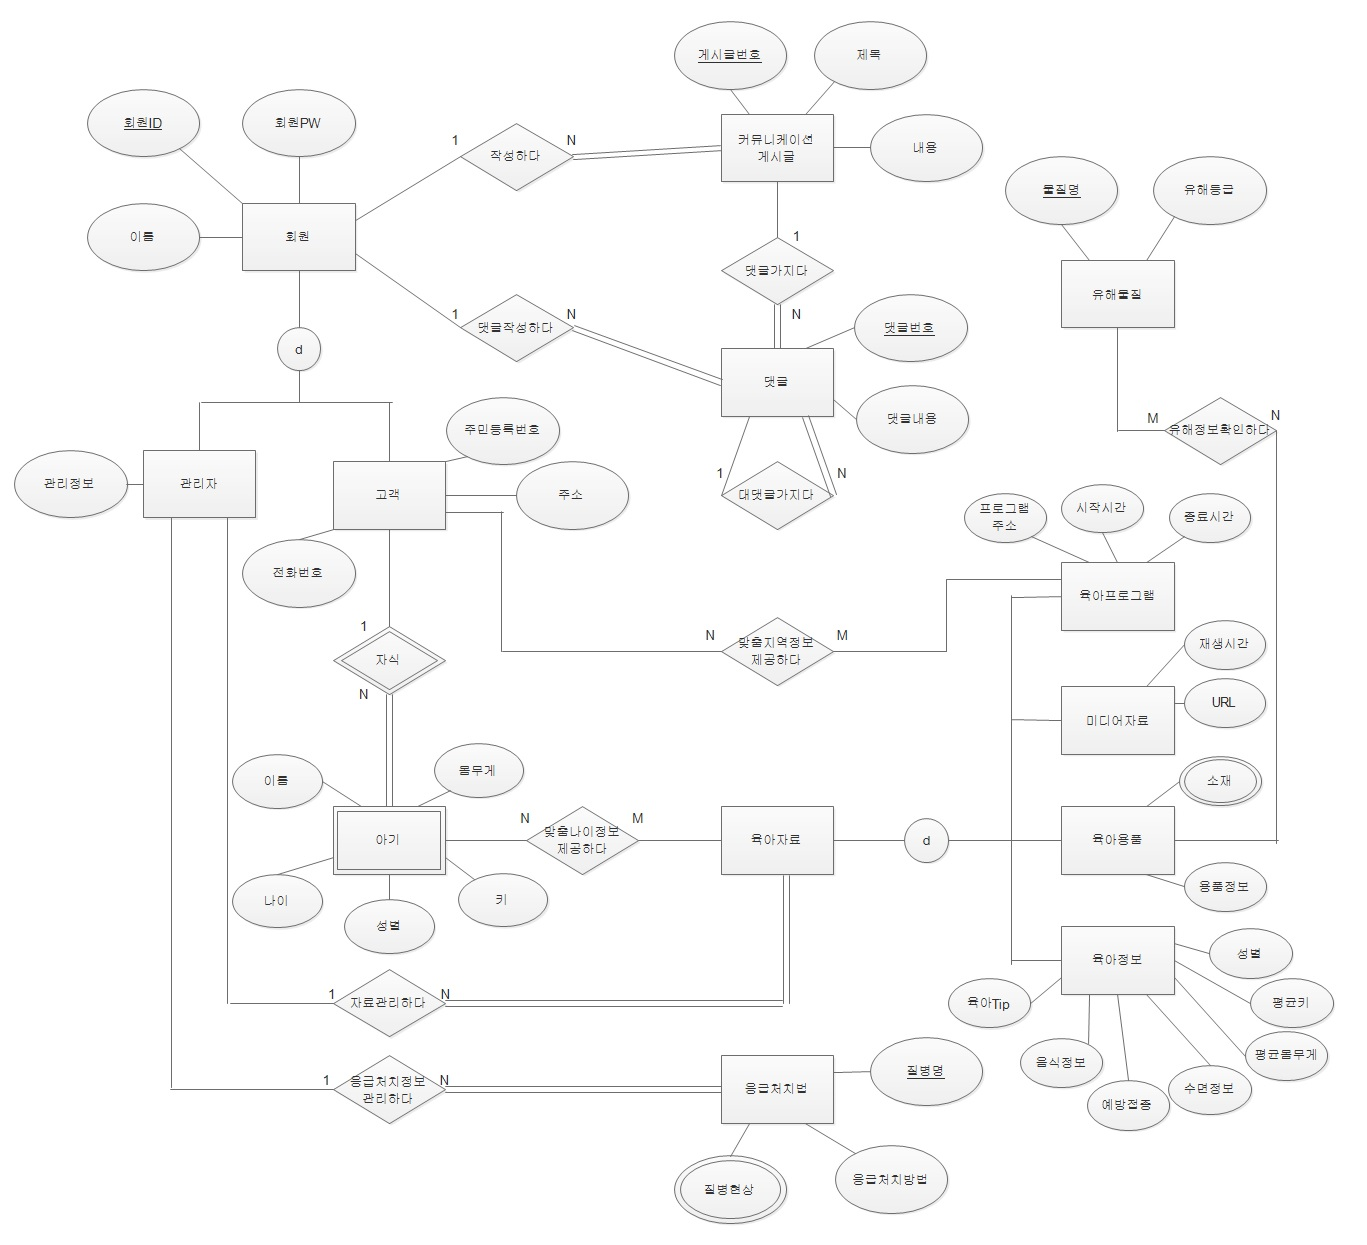 게시글번호
제목
회원ID
회원PW
1
작성하다
N
커뮤니케이션
게시글
내용
물질명
유해등급
이름
회원
1
댓글가지다
N
유해물질
1
댓글작성하다
N
댓글번호
d
댓글
댓글내용
주민등록번호
M
유해정보확인하다
N
관리정보
관리자
고객
주소
1
대댓글가지다
N
프로그램
주소
시작시간
종료시간
전화번호
육아프로그램
1
자식
N
N
맞춤지역정보
제공하다
M
재생시간
미디어자료
URL
이름
몸무게
소재
아기
N
맞춤나이정보
제공하다
M
육아자료
d
육아용품
용품정보
나이
성별
키
육아정보
성별
평균키
평균몸무게
육아Tip
음식정보
예방접종
수면정보
1
자료관리하다
N
1
응급처치정보
관리하다
N
응급처치법
질병명
질병현상
응급처치방법